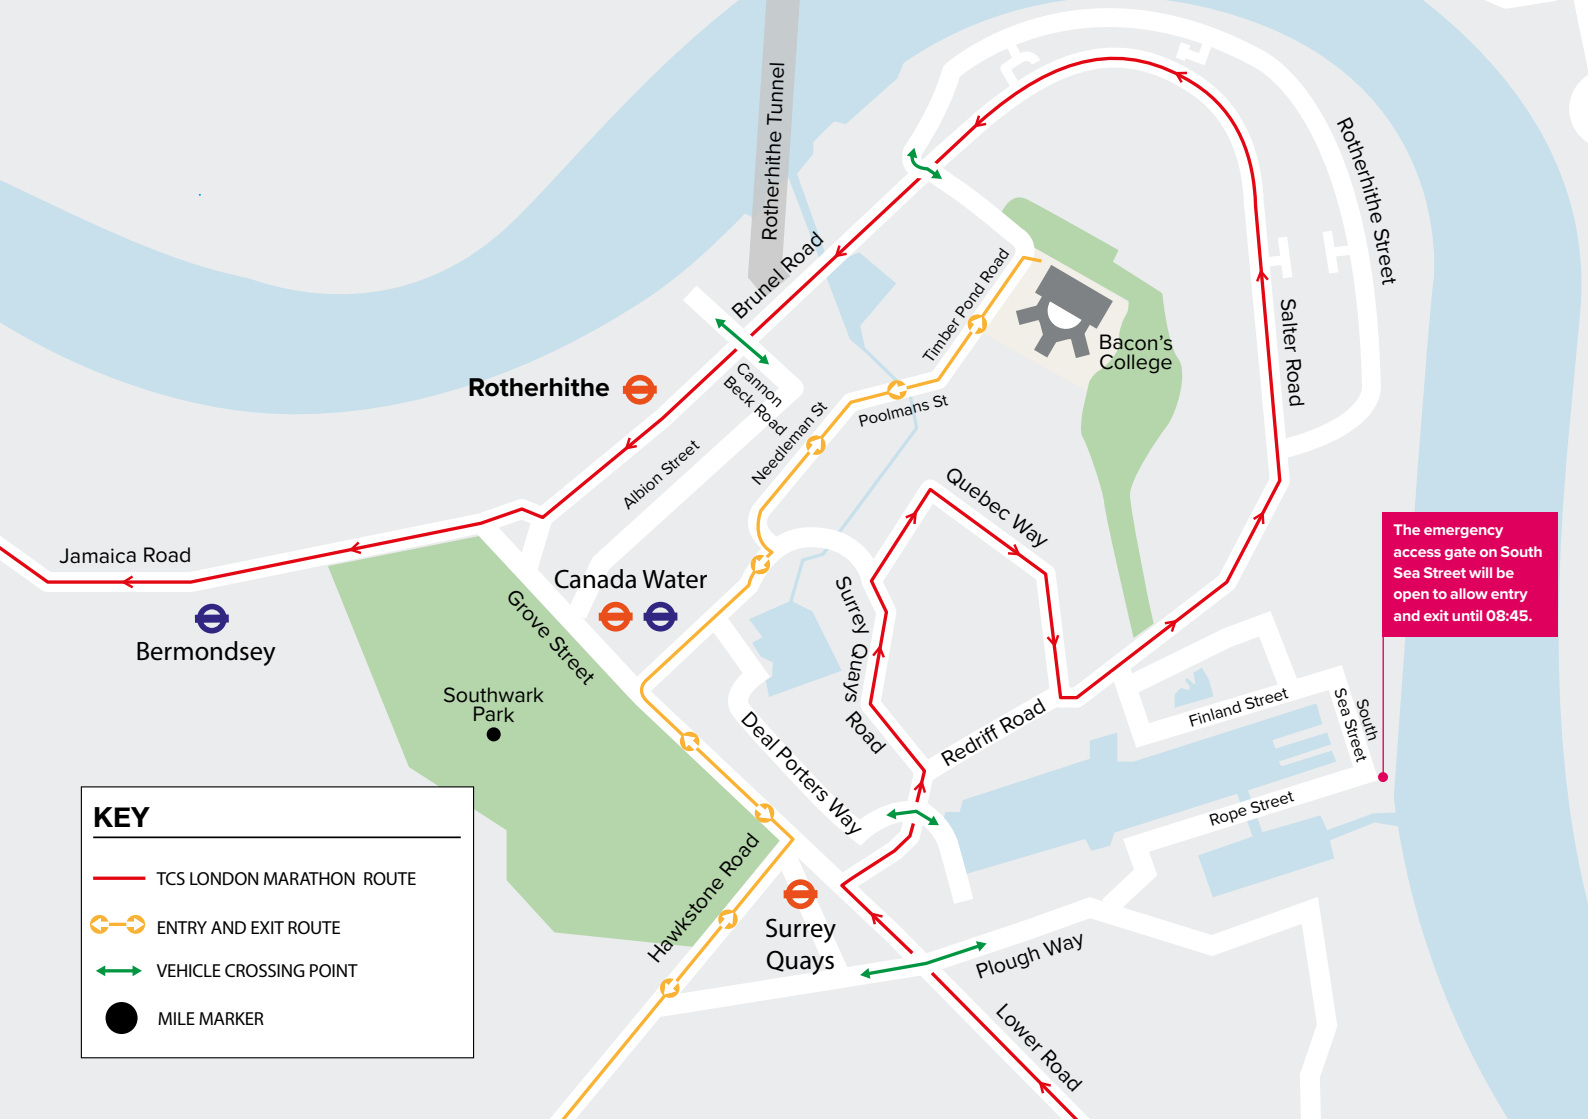 Rotherhithe Tunnel
Rotherhithe Street
Brunel Road
Timber Pond Road
Bacon's
College
Salter Road
Rotherhithe
Cannon
Beck Road
Needleman St
Poolmans St
Albion Street
Quebec Way
The emergency
access gate on South
Sea Street will be
open to allow entry
and exit until 08:45.
Jamaica Road
Canada Water
Bermondsey
Grove Street
Surrey Quays Road
Southwark
Park
Deal Porters Way
Redriff Road
Finland Street
South
Sea Street
Rope Street
Hawkstone Road
Surrey
Quays
Plough Way
Lower Road
KEY
TCS LONDON MARATHON ROUTE
ENTRY AND EXIT ROUTE
VEHICLE CROSSING POINT
MILE MARKER